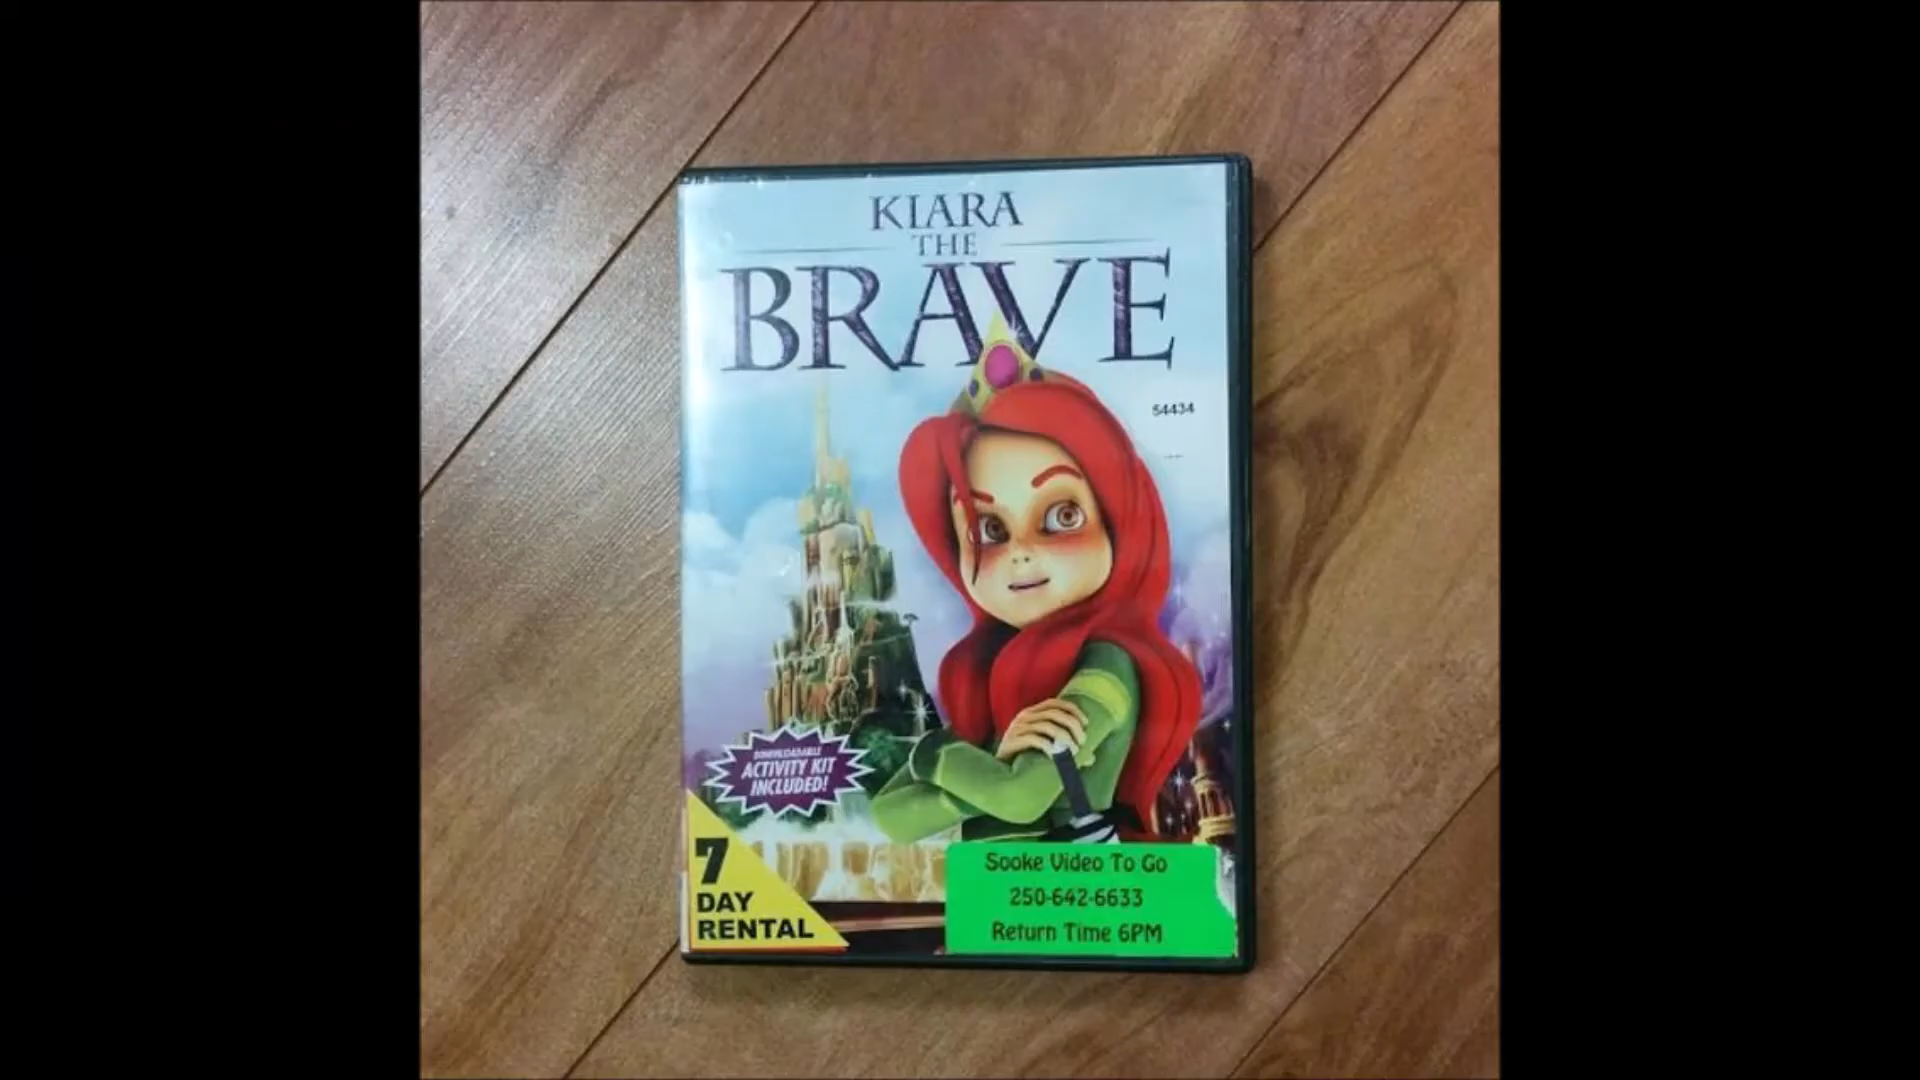 KIARA
THE
BRAVE
54434
DOWNLOADABLE
ACTIVITY KIT
INCLUDED!
7
DAY
RENTAL
Sooke Video To Go
250-642-6633
Return Time 6PM